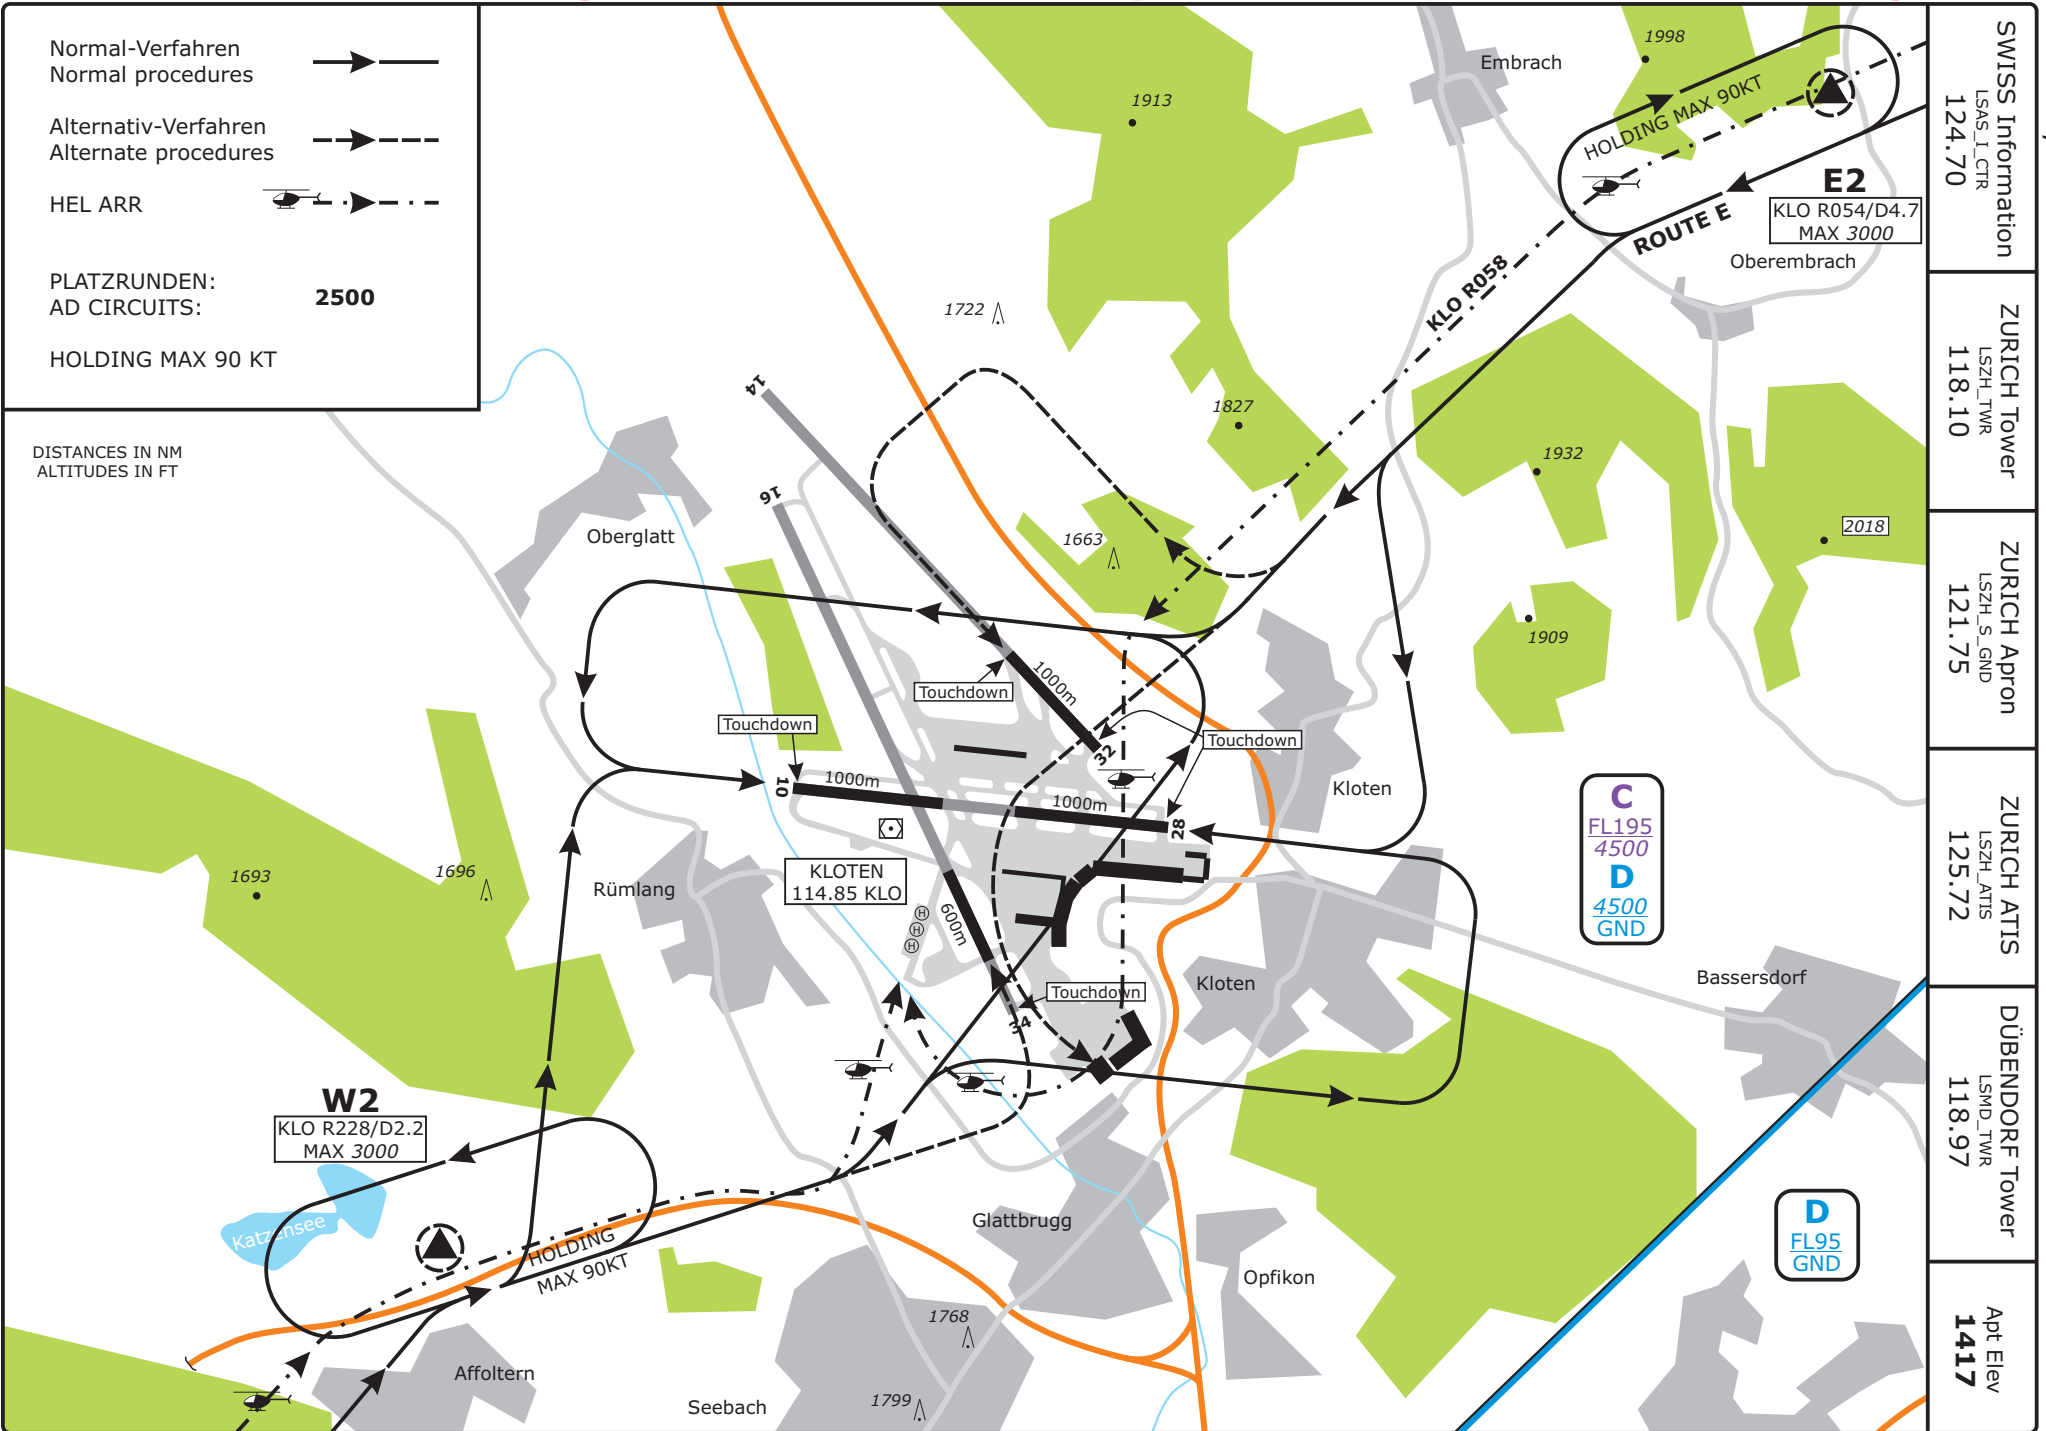 Normal-Verfahren
Normal procedures
Alternativ-Verfahren
Alternate procedures
HEL ARR
PLATZRUNDEN:
AD CIRCUITS:
2500
HOLDING MAX 90 KT
DISTANCES IN NM
ALTITUDES IN FT
1998
Embrach
1913
HOLDING MAX 90KT
E2
KLO R054/D4.7
MAX 3000
ROUTE E
Oberembrach
KLO R058
1722
1827
1932
2018
14
16
Oberglatt
1663
1909
1000m
Touchdown
Touchdown
Touchdown
32
10
1000m
1000m
28
Kloten
C
FL195
4500
D
4500
GND
KLOTEN
114.85 KLO
1693
1696
Rümlang
600m
H
H
H
Kloten
Bassersdorf
Touchdown
34
W2
KLO R228/D2.2
MAX 3000
Katzensee
HOLDING
MAX 90KT
Glattbrugg
Opfikon
D
FL95
GND
1768
Affoltern
1799
Seebach
SWISS Information
LSAS_I_CTR
124.70
ZURICH Tower
LSZH_TWR
118.10
ZURICH Apron
LSZH_S_GND
121.75
ZURICH ATIS
LSZH_ATIS
125.72
DÜBENDORF Tower
LSMD_TWR
118.97
Apt Elev
1417